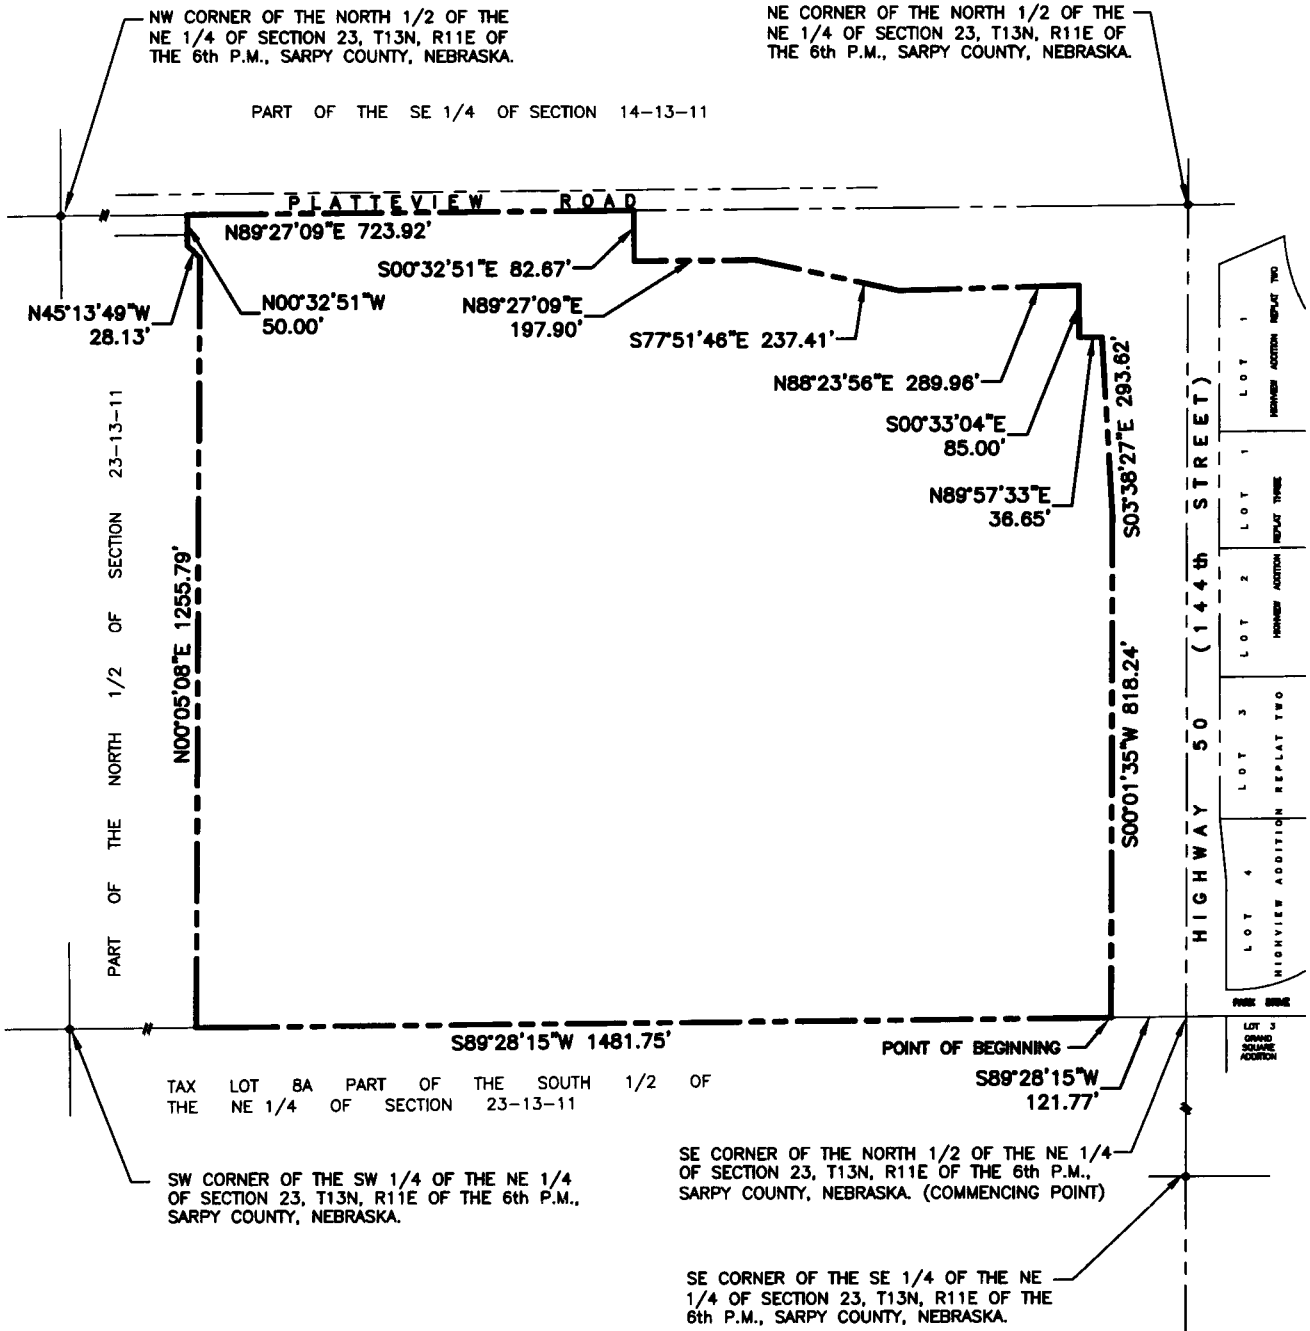 NW CORNER OF THE NORTH 1/2 OF THE
NE 1/4 OF SECTION 23, T13N, R11E OF
THE 6th P.M., SARPY COUNTY, NEBRASKA.
NE CORNER OF THE NORTH 1/2 OF THE
NE 1/4 OF SECTION 23, T13N, R11E OF
THE 6th P.M., SARPY COUNTY, NEBRASKA.
PART OF THE SE 1/4 OF SECTION 14-13-11
PLATTEVIEW ROAD
N89°27'09"E 723.92'
S00°32'51"E 82.67'
N45°13'49"W
28.13'
N00°32'51"W
50.00'
N89°27'09"E
197.90'
S77°51'46"E 237.41'
N88°23'56"E 289.96'
S00°33'04"E
85.00'
N89°57'33"E
36.65'
S03°38'27"E 293.62'
S00°01'35"W 818.24'
N00°05'08"E 1255.79'
PART OF THE NORTH 1/2 OF SECTION 23-13-11
HIGHWAY 50 (144th STREET)
LOT 1
HIGHVIEW ADDITION REPLAT TWO
LOT 1
LOT 2
HIGHVIEW ADDITION REPLAT THREE
LOT 3
LOT 4
HIGHVIEW ADDITION REPLAT TWO
PARK DRIVE
LOT 3
GRAND
SQUARE
ADDITION
S89°28'15"W 1481.75'
POINT OF BEGINNING
S89°28'15"W
121.77'
TAX LOT 8A PART OF THE SOUTH 1/2 OF
THE NE 1/4 OF SECTION 23-13-11
SW CORNER OF THE SW 1/4 OF THE NE 1/4
OF SECTION 23, T13N, R11E OF THE 6th P.M.,
SARPY COUNTY, NEBRASKA.
SE CORNER OF THE NORTH 1/2 OF THE NE 1/4
OF SECTION 23, T13N, R11E OF THE 6th P.M.,
SARPY COUNTY, NEBRASKA. (COMMENCING POINT)
SE CORNER OF THE SE 1/4 OF THE NE
1/4 OF SECTION 23, T13N, R11E OF THE
6th P.M., SARPY COUNTY, NEBRASKA.